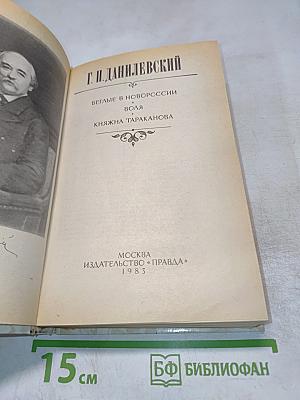 Г. П. ДАНИЛЕВСКИЙ
БЕГЛЫЕ В НОВОРОССИИ
ВОЛЯ
КНЯЖНА ТАРАКАНОВА
МОСКВА
ИЗДАТЕЛЬСТВО «ПРАВДА»
1983
15 см
БФ БИБЛИОФАН